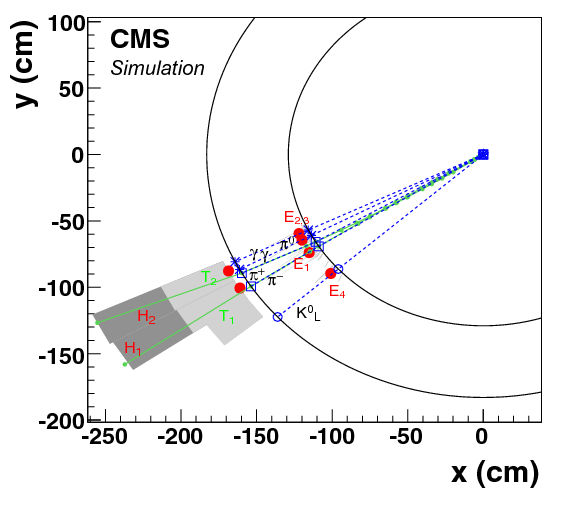 y (cm)
100
50
0
-50
-100
-150
-200
CMS
Simulation
E2,3
γ γ π0
E1
π+
π−
T2
E4
K0L
T1
H2
H1
-250 -200 -150 -100 -50 0
x (cm)